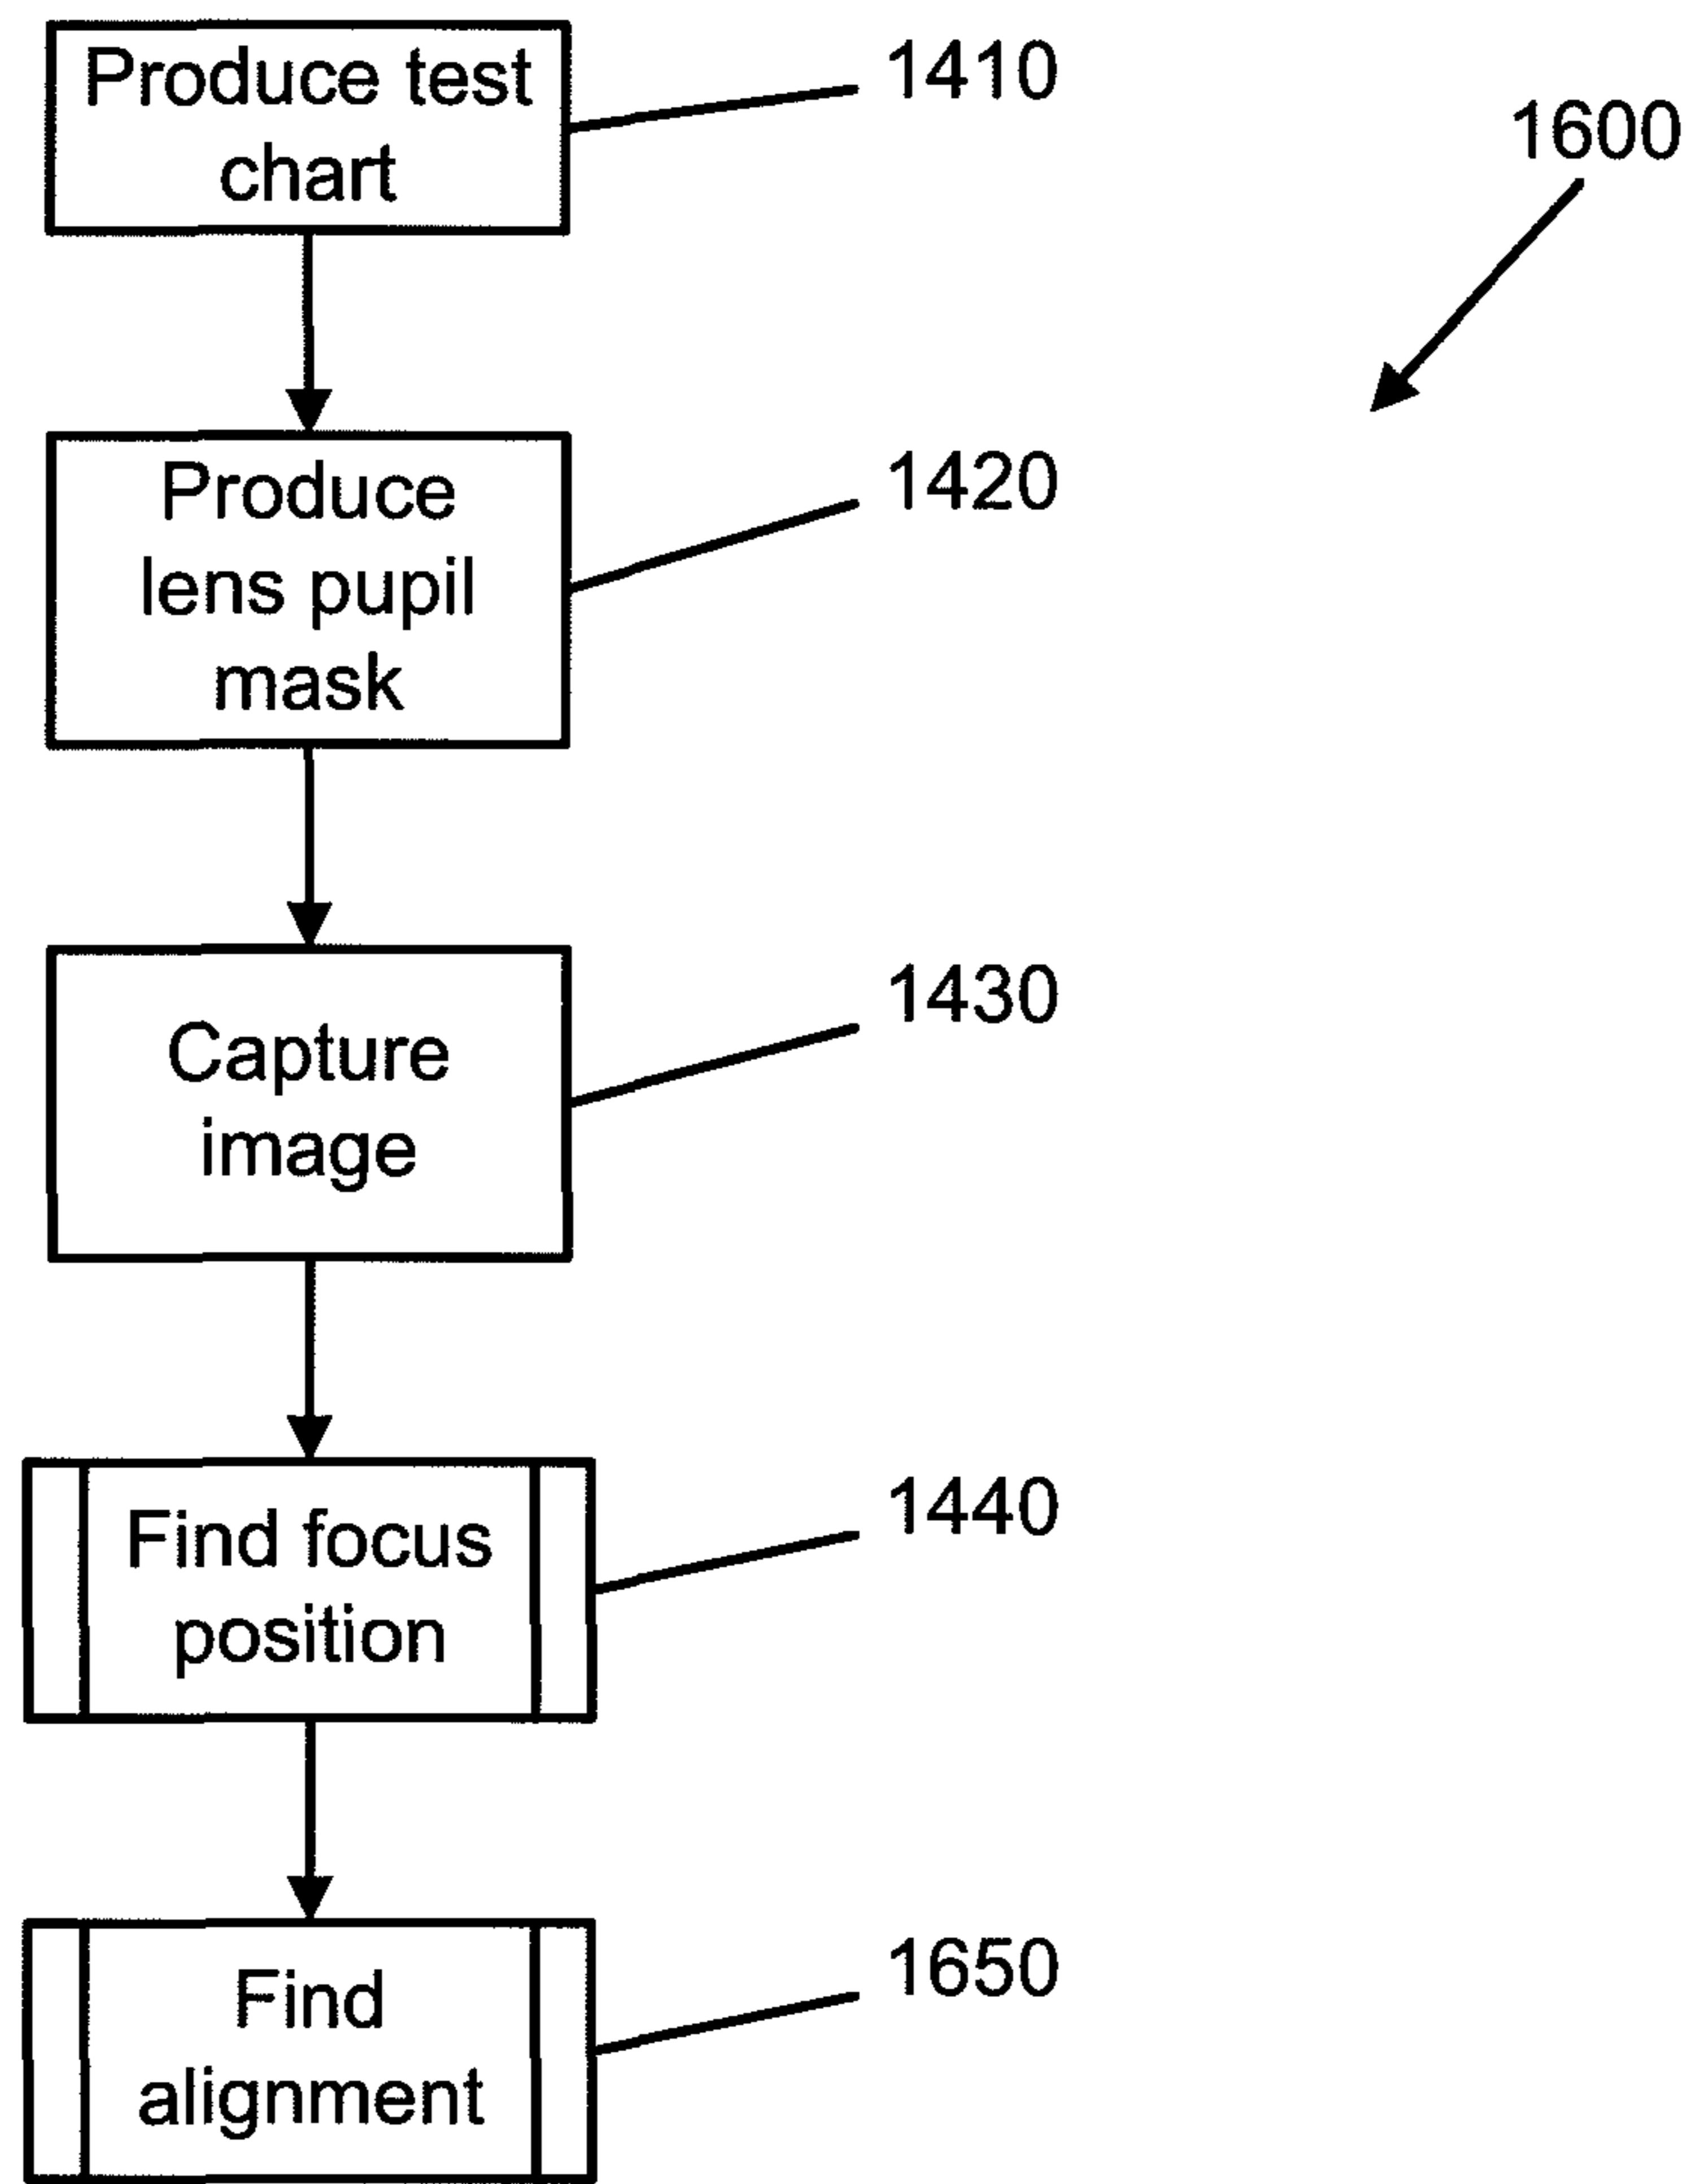 Produce test
chart
1410
1600
Produce
lens pupil
mask
1420
Capture
image
1430
Find focus
position
1440
Find
alignment
1650